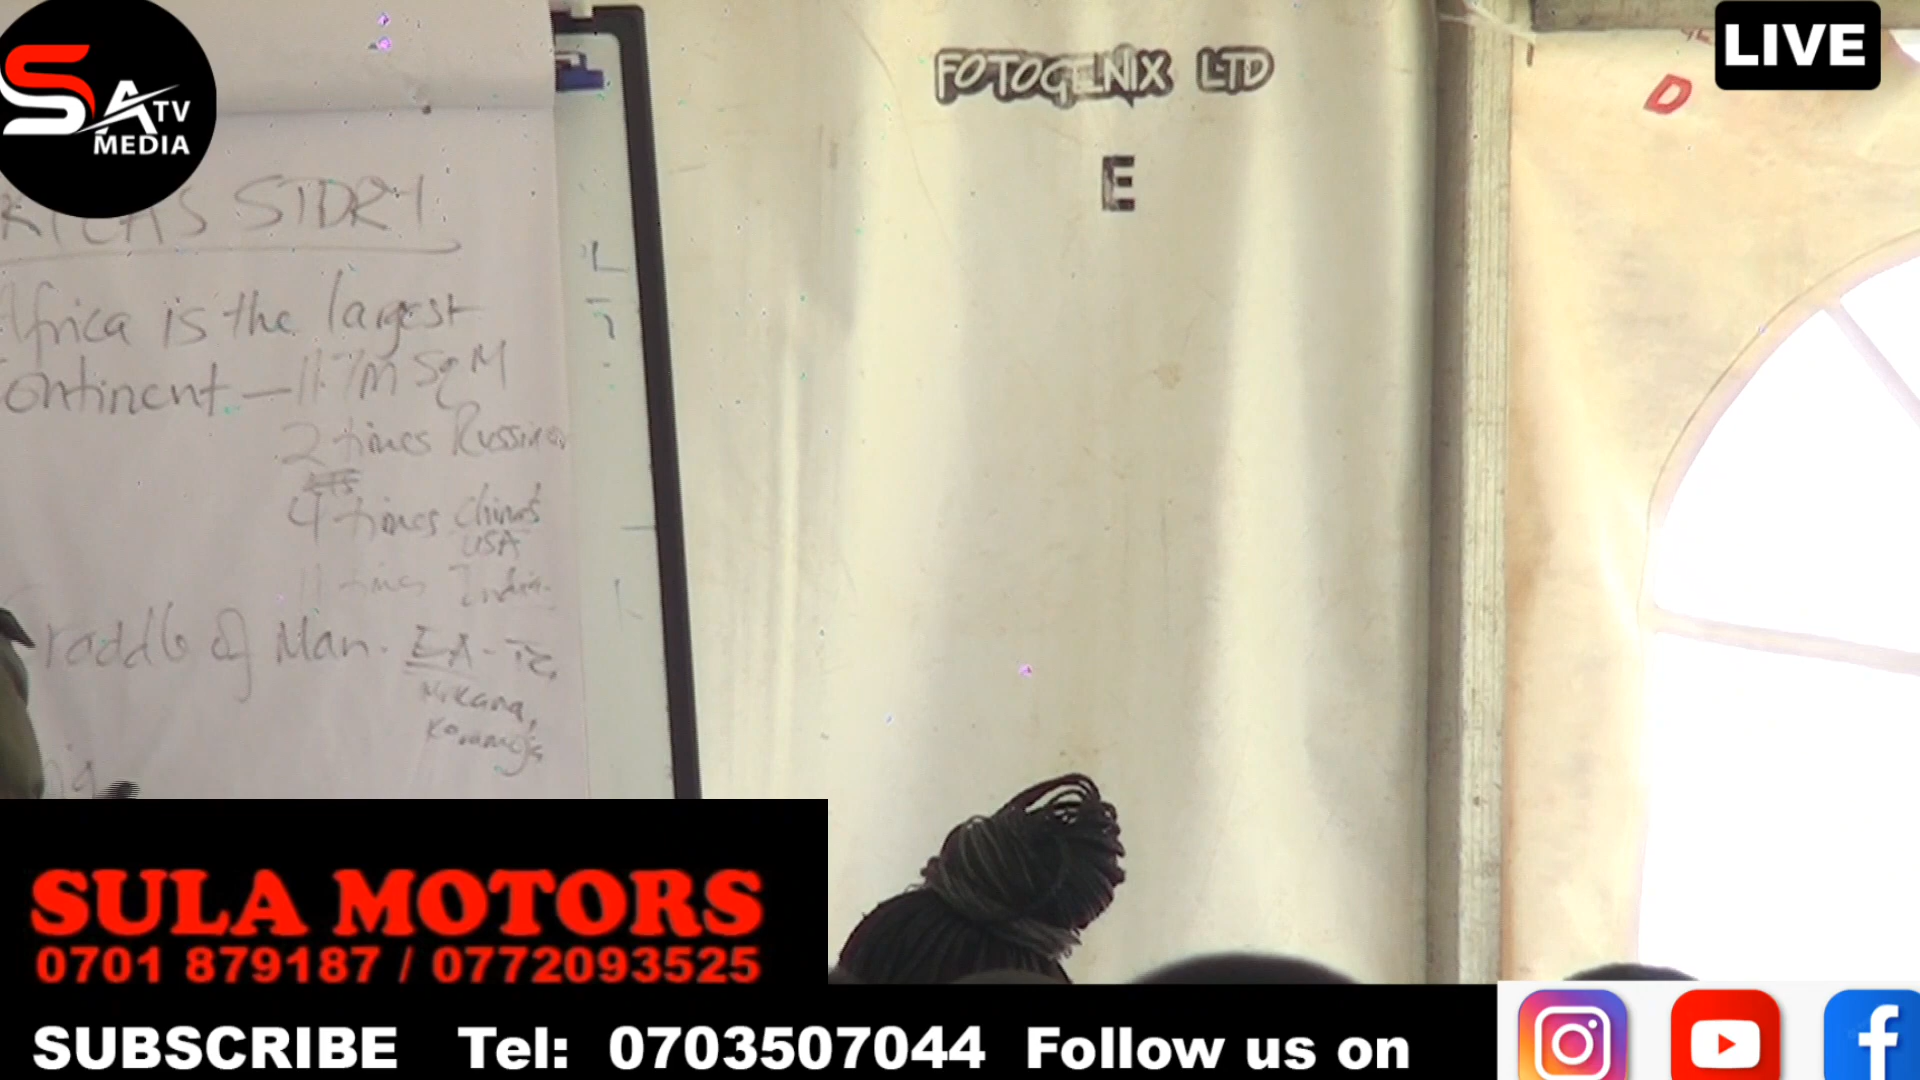 SA TV
MEDIA
LIVE
FOTOGENIX LTD
E
D
RICAS STORY
Africa is the largest
Continent – 11.7M SqM
2 times Russia
4 times China's
USA
11 times India
Craddle of Man. EA - TZ,
SULA MOTORS
0701 879187 / 0772093525
SUBSCRIBE Tel: 0703507044 Follow us on